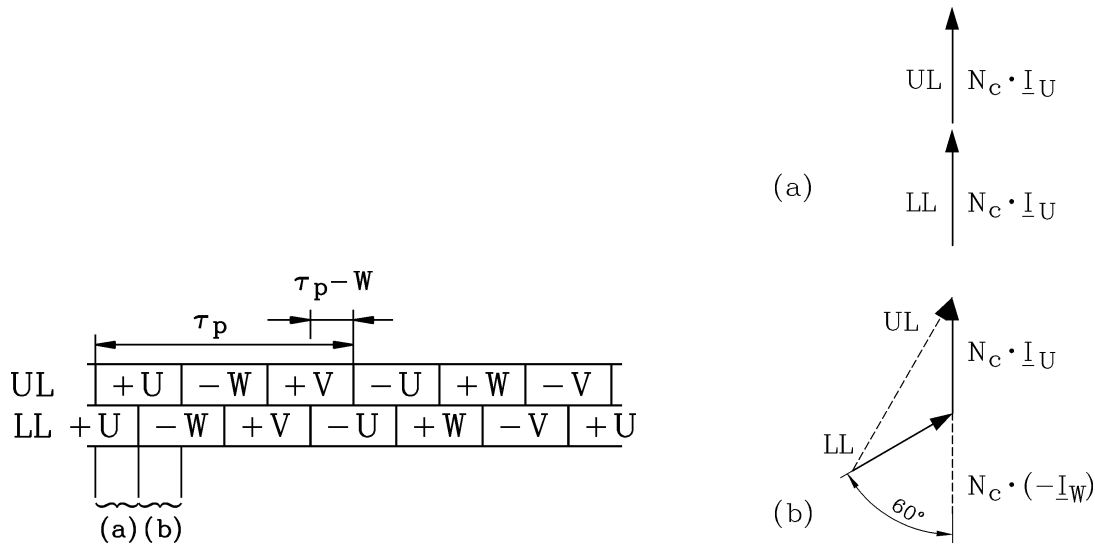 τp−W
τp
UL +U −W +V −U +W −V
LL +U −W +V −U +W −V +U
(a) (b)
UL Nc · IU
LL Nc · IU
(a)
UL
Nc · IU
LL
Nc · (−IW)
60°
(b)